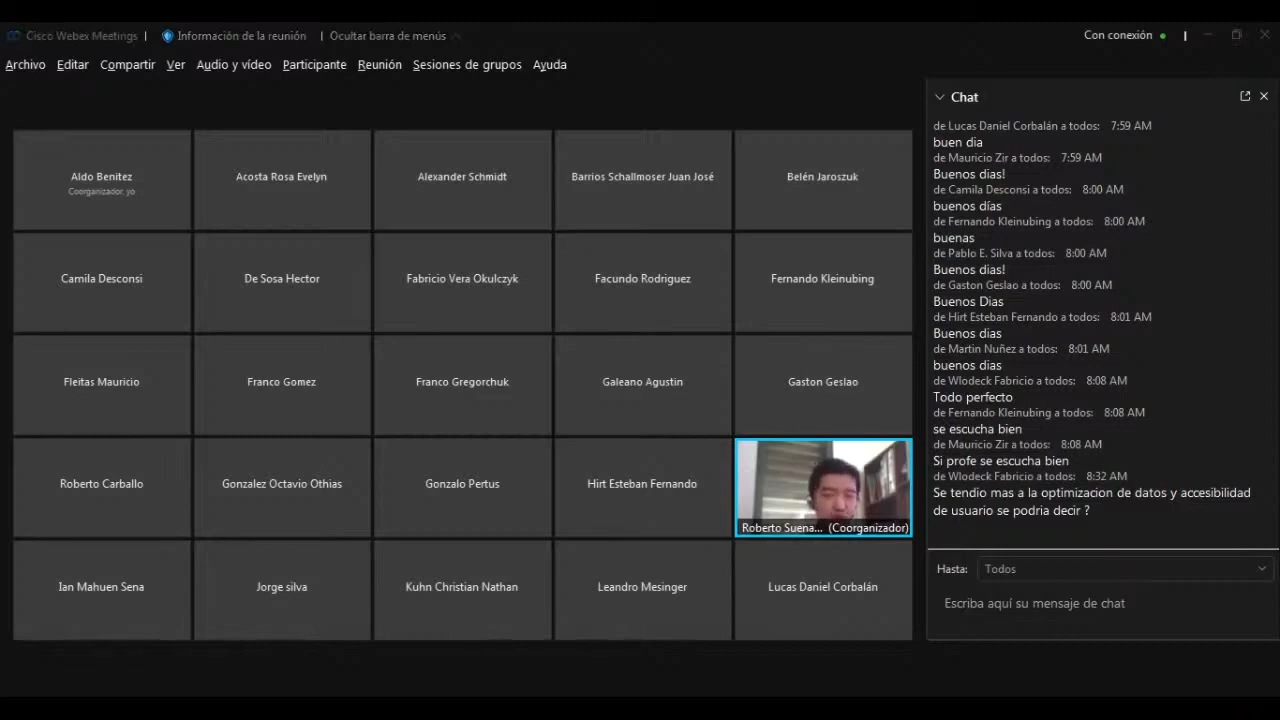 Cisco Webex Meetings | Información de la reunión | Ocultar barra de menús
Con conexión
Archivo Editar Compartir Ver Audio y vídeo Participante Reunión Sesiones de grupos Ayuda
Aldo Benitez
Coorganizador, yo
Acosta Rosa Evelyn
Alexander Schmidt
Barrios Schallmoser Juan José
Belén Jaroszuk
Camila Desconsi
De Sosa Hector
Fabricio Vera Okulczyk
Facundo Rodriguez
Fernando Kleinubing
Fleitas Mauricio
Franco Gomez
Franco Gregorchuk
Galeano Agustin
Gaston Geslao
Roberto Carballo
Gonzalez Octavio Othias
Gonzalo Pertus
Hirt Esteban Fernando
Roberto Suena... (Coorganizador)
Ian Mahuen Sena
Jorge silva
Kuhn Christian Nathan
Leandro Mesinger
Lucas Daniel Corbalán
Chat
de Lucas Daniel Corbalán a todos: 7:59 AM
buen dia
de Mauricio Zir a todos: 7:59 AM
Buenos dias!
de Camila Desconsi a todos: 8:00 AM
buenos días
de Fernando Kleinubing a todos: 8:00 AM
buenas
de Pablo E. Silva a todos: 8:00 AM
Buenos dias!
de Gaston Geslao a todos: 8:00 AM
Buenos Dias
de Hirt Esteban Fernando a todos: 8:01 AM
Buenos dias
de Martin Nuñez a todos: 8:01 AM
buenos dias
de Wlodeck Fabricio a todos: 8:08 AM
Todo perfecto
de Fernando Kleinubing a todos: 8:08 AM
se escucha bien
de Mauricio Zir a todos: 8:08 AM
Si profe se escucha bien
de Wlodeck Fabricio a todos: 8:32 AM
Se tendio mas a la optimizacion de datos y accesibilidad
de usuario se podria decir ?
Hasta: Todos
Escriba aquí su mensaje de chat